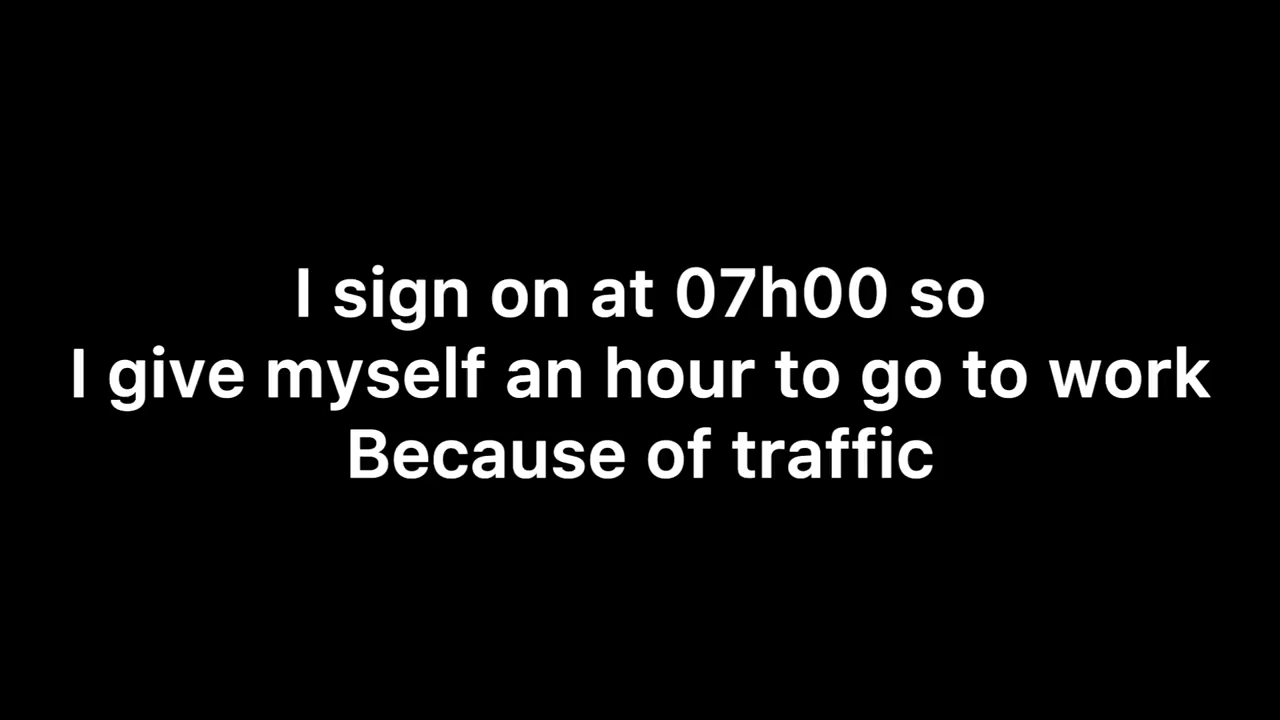 I sign on at 07h00 so
I give myself an hour to go to work
Because of traffic